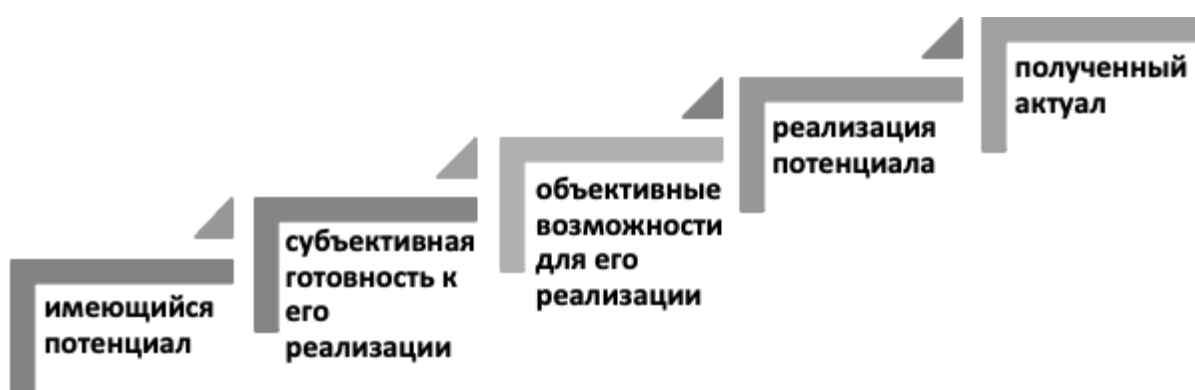 имеющийся
потенциал
субъективная
готовность к
его
реализации
объективные
возможности
для его
реализации
реализация
потенциала
полученный
актуал